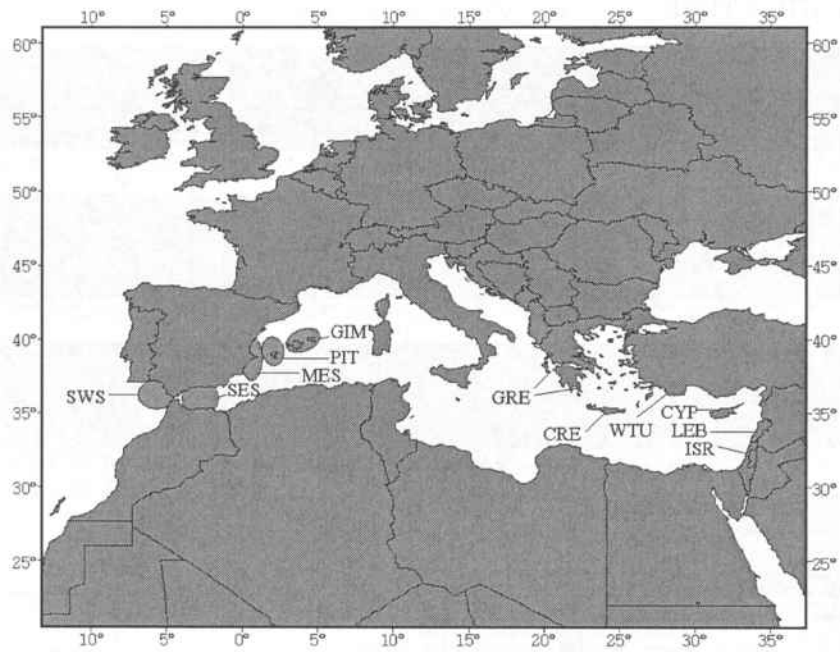 10° 5° 0° 5° 10° 15° 20° 25° 30° 35°
60° 60°
55° 55°
50° 50°
45° 45°
40° GIM 40°
PIT
MES
SWS SES GRE CYP
35° CRE WTU LEB 35°
ISR
30° 30°
25° 25°
10° 5° 0° 5° 10° 15° 20° 25° 30° 35°